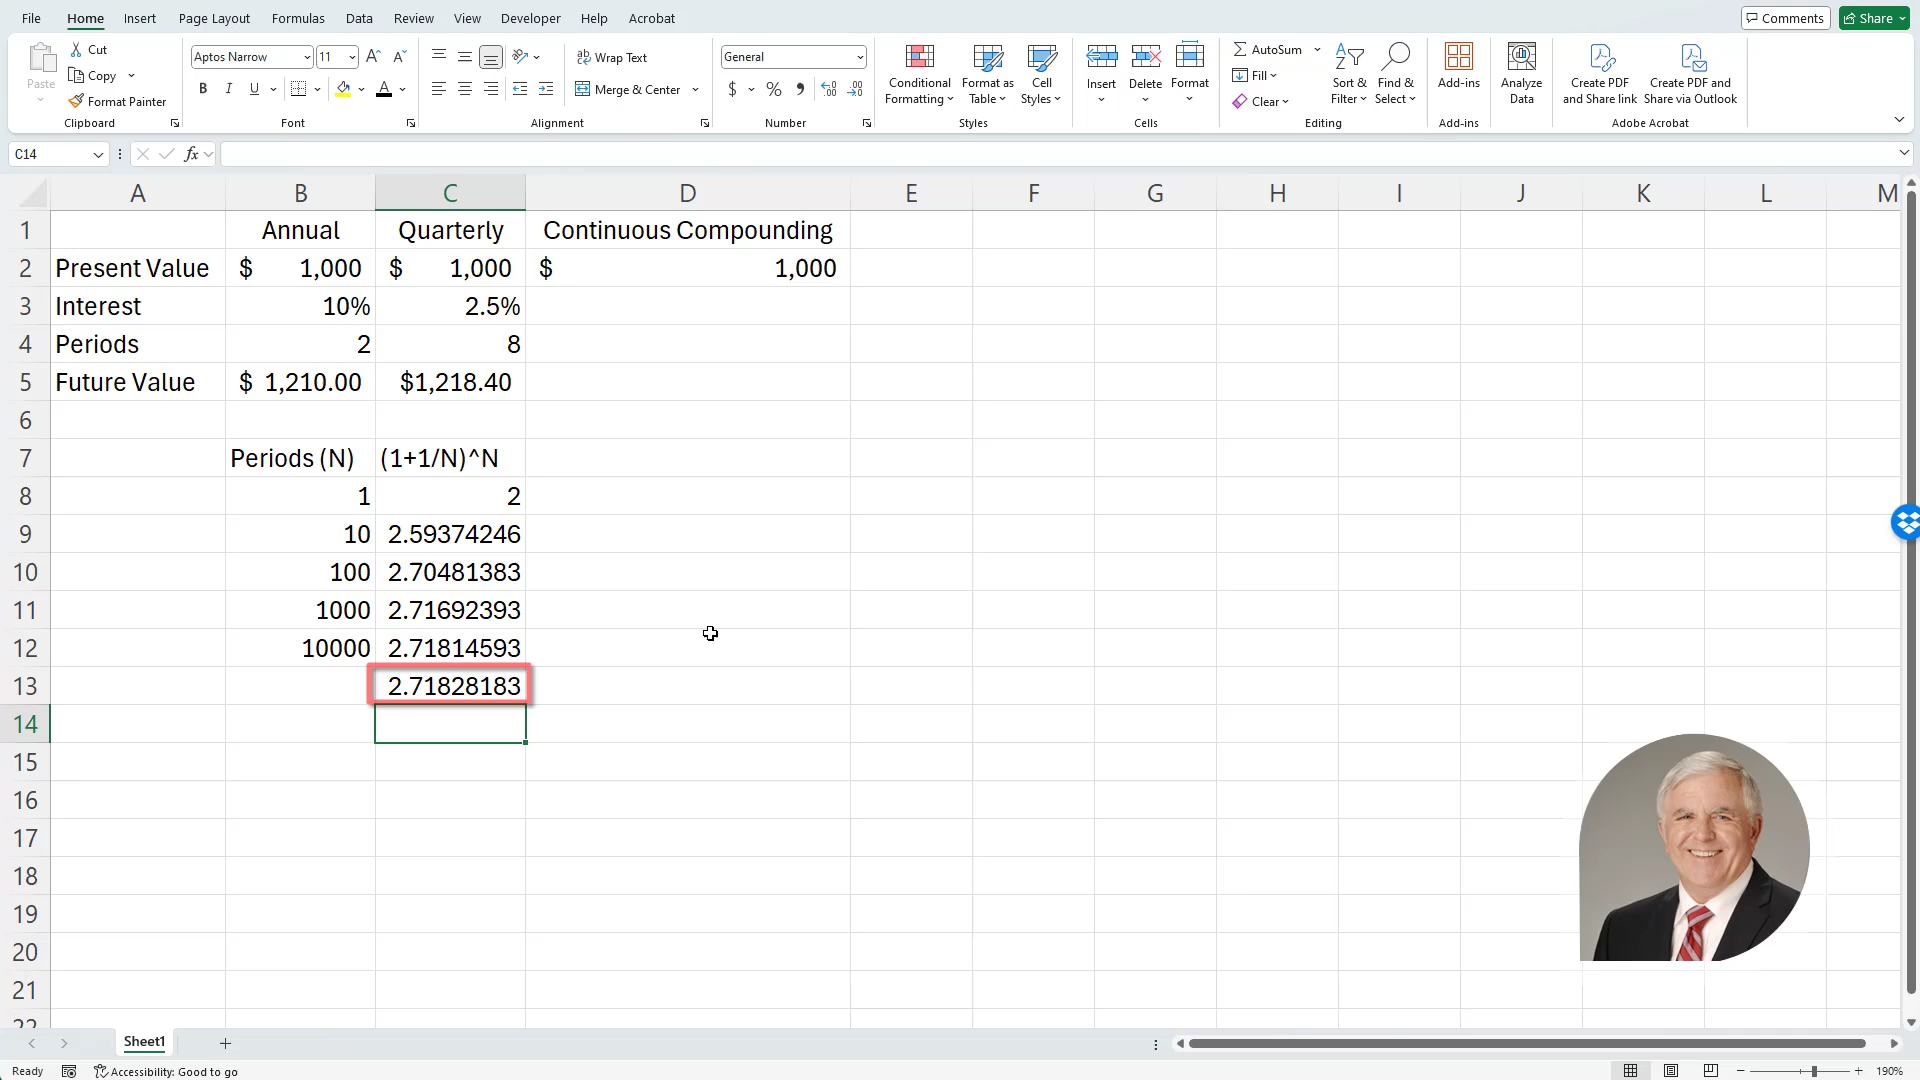 File Home Insert Page Layout Formulas Data Review View Developer Help Acrobat Comments Share
Cut
Copy
Format Painter
Paste
Clipboard
Aptos Narrow 11
B I U
Font
Wrap Text
Merge & Center
Alignment
General
$ % ,
Number
Conditional Formatting
Format as Table
Cell Styles
Styles
Insert Delete Format
Cells
AutoSum
Fill
Clear
Sort & Filter
Find & Select
Editing
Add-ins
Add-ins
Analyze Data
Create PDF and Share link
Create PDF and Share via Outlook
Adobe Acrobat
C14 fx
A B C D E F G H I J K L M
1 Annual Quarterly Continuous Compounding
2 Present Value $ 1,000 $ 1,000 $ 1,000
3 Interest 10% 2.5%
4 Periods 2 8
5 Future Value $ 1,210.00 $1,218.40
6
7 Periods (N) (1+1/N)^N
8 1 2
9 10 2.59374246
10 100 2.70481383
11 1000 2.71692393
12 10000 2.71814593
13 2.71828183
14
15
16
17
18
19
20
21
22
Sheet1
Ready Accessibility: Good to go 190%